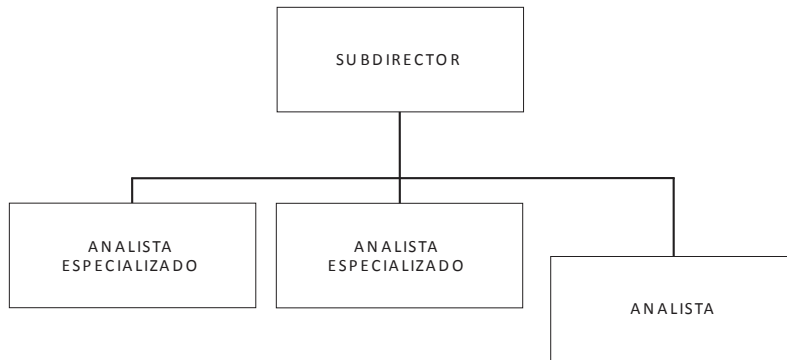 SUBDIRECTOR
ANALISTA
ESPECIALIZADO
ANALISTA
ESPECIALIZADO
ANALISTA